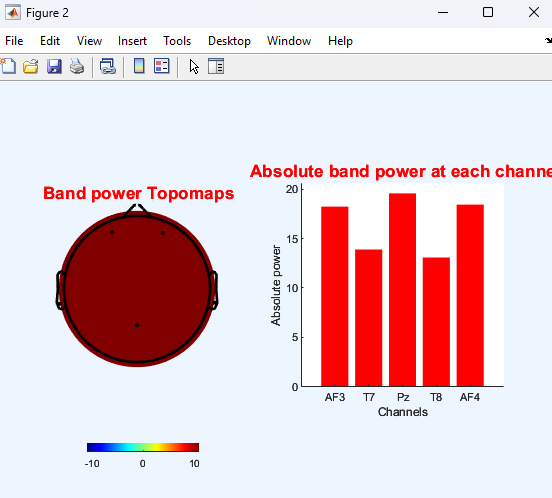 Figure 2
File Edit View Insert Tools Desktop Window Help
Band power Topomaps
-10 0 10
Absolute band power at each channe
20
15
10
5
0
Absolute power
AF3 T7 Pz T8 AF4
Channels